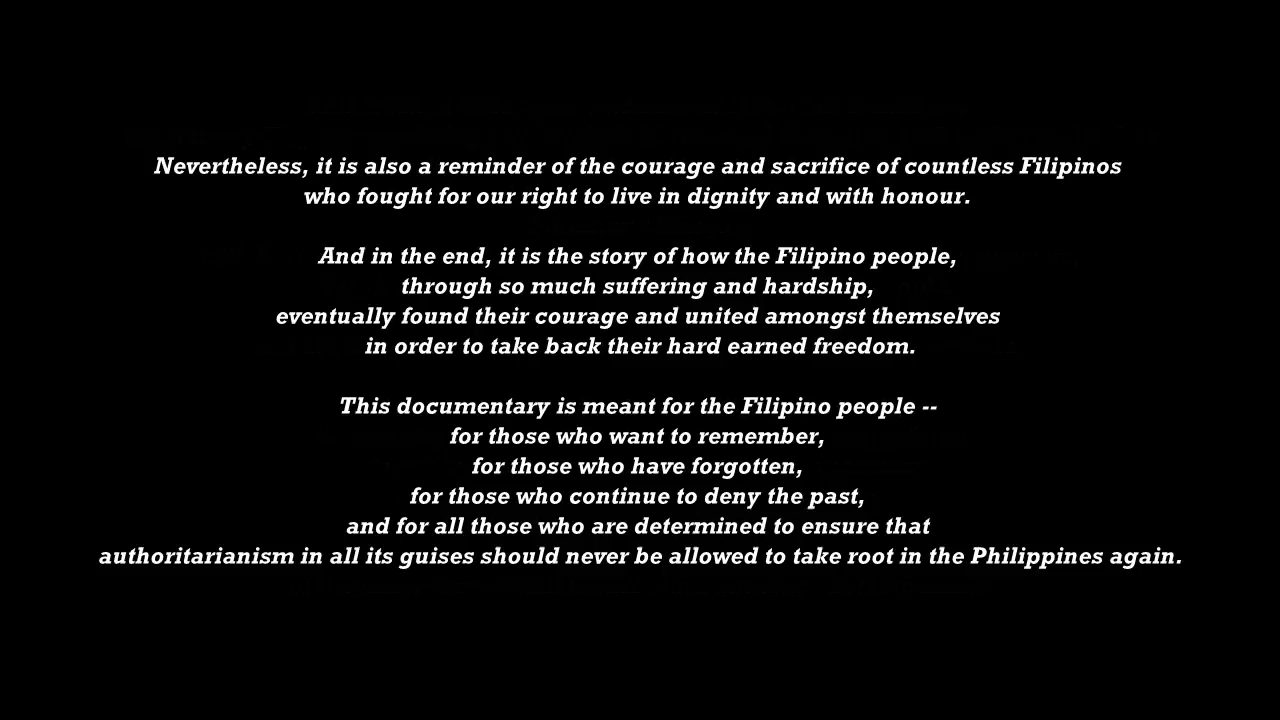 Nevertheless, it is also a reminder of the courage and sacrifice of countless Filipinos
who fought for our right to live in dignity and with honour.
And in the end, it is the story of how the Filipino people,
through so much suffering and hardship,
eventually found their courage and united amongst themselves
in order to take back their hard earned freedom.
This documentary is meant for the Filipino people --
for those who want to remember,
for those who have forgotten,
for those who continue to deny the past,
and for all those who are determined to ensure that
authoritarianism in all its guises should never be allowed to take root in the Philippines again.